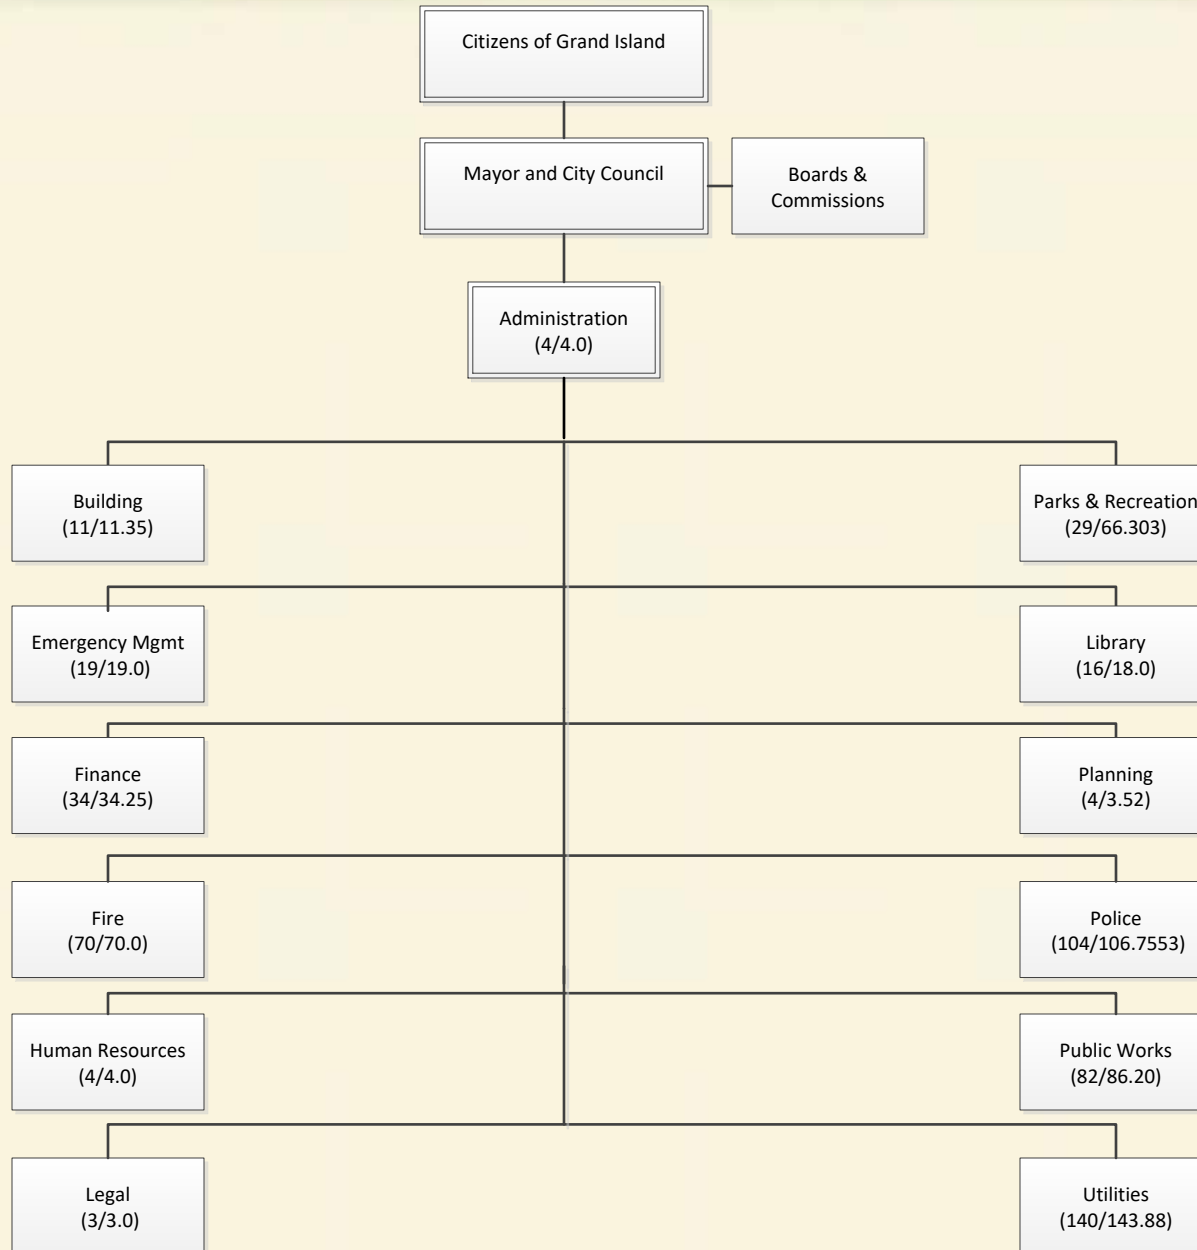 Citizens of Grand Island
Mayor and City Council
Boards &
Commissions
Administration
(4/4.0)
Building
(11/11.35)
Parks & Recreation
(29/66.303)
Emergency Mgmt
(19/19.0)
Library
(16/18.0)
Finance
(34/34.25)
Planning
(4/3.52)
Fire
(70/70.0)
Police
(104/106.7553)
Human Resources
(4/4.0)
Public Works
(82/86.20)
Legal
(3/3.0)
Utilities
(140/143.88)